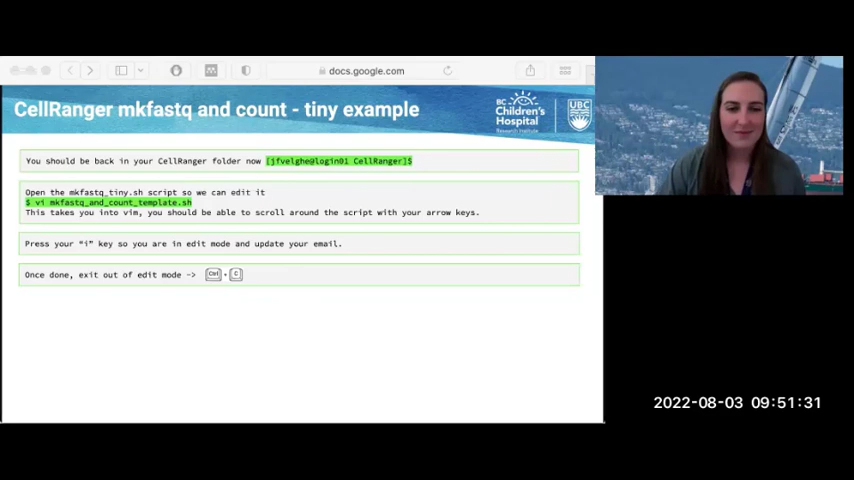 docs.google.com
CellRanger mkfastq and count - tiny example
BC
Children's
Hospital
Research Institute
UBC
You should be back in your CellRanger folder now [jfvelghe@login01 CellRanger]$
Open the mkfastq_tiny.sh script so we can edit it
$ vi mkfastq_and_count_template.sh
This takes you into vim, you should be able to scroll around the script with your arrow keys.
Press your “i” key so you are in edit mode and update your email.
Once done, exit out of edit mode -> Ctrl + C
2022-08-03 09:51:31